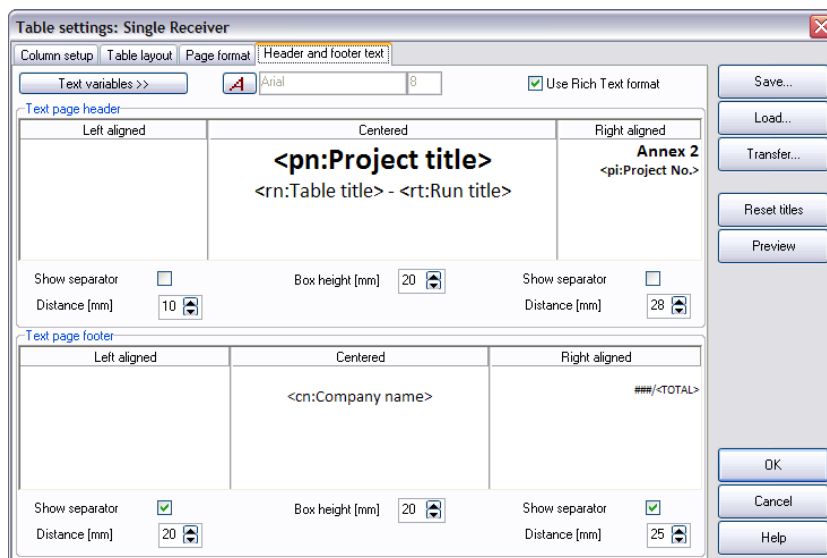 Table settings: Single Receiver
Column setup Table layout Page format Header and footer text
Text variables >> A Arial 8 Use Rich Text format
Save...
Load...
Transfer...
Reset titles
Preview
Text page header
Left aligned Centered Right aligned
<pn:Project title>
<rn:Table title> - <rt:Run title>
Annex 2
<pi:Project No.>
Show separator Box height [mm] 20 Show separator
Distance [mm] 10 Distance [mm] 28
Text page footer
Left aligned Centered Right aligned
<cn:Company name>
###/<TOTAL>
Show separator Box height [mm] 20 Show separator
Distance [mm] 20 Distance [mm] 25
OK
Cancel
Help